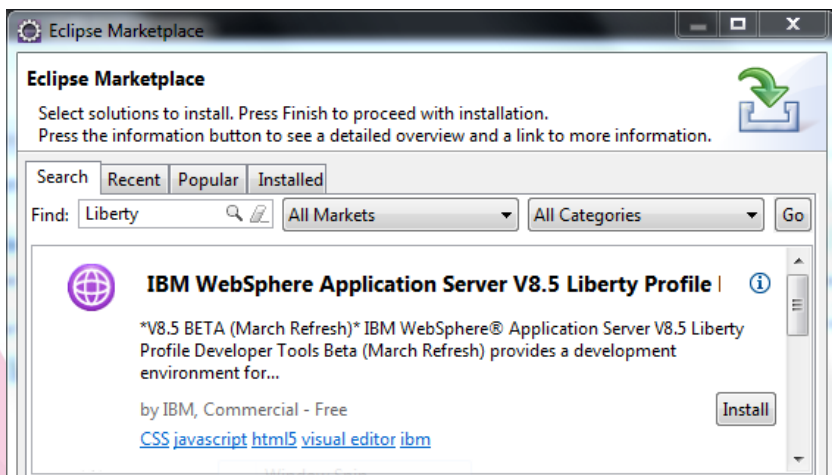 Eclipse Marketplace
Eclipse Marketplace
Select solutions to install. Press Finish to proceed with installation.
Press the information button to see a detailed overview and a link to more information.
Search Recent Popular Installed
Find: Liberty All Markets All Categories Go
IBM WebSphere Application Server V8.5 Liberty Profile
*V8.5 BETA (March Refresh)* IBM WebSphere® Application Server V8.5 Liberty
Profile Developer Tools Beta (March Refresh) provides a development
environment for...
by IBM, Commercial - Free Install
CSS javascript html5 visual editor ibm